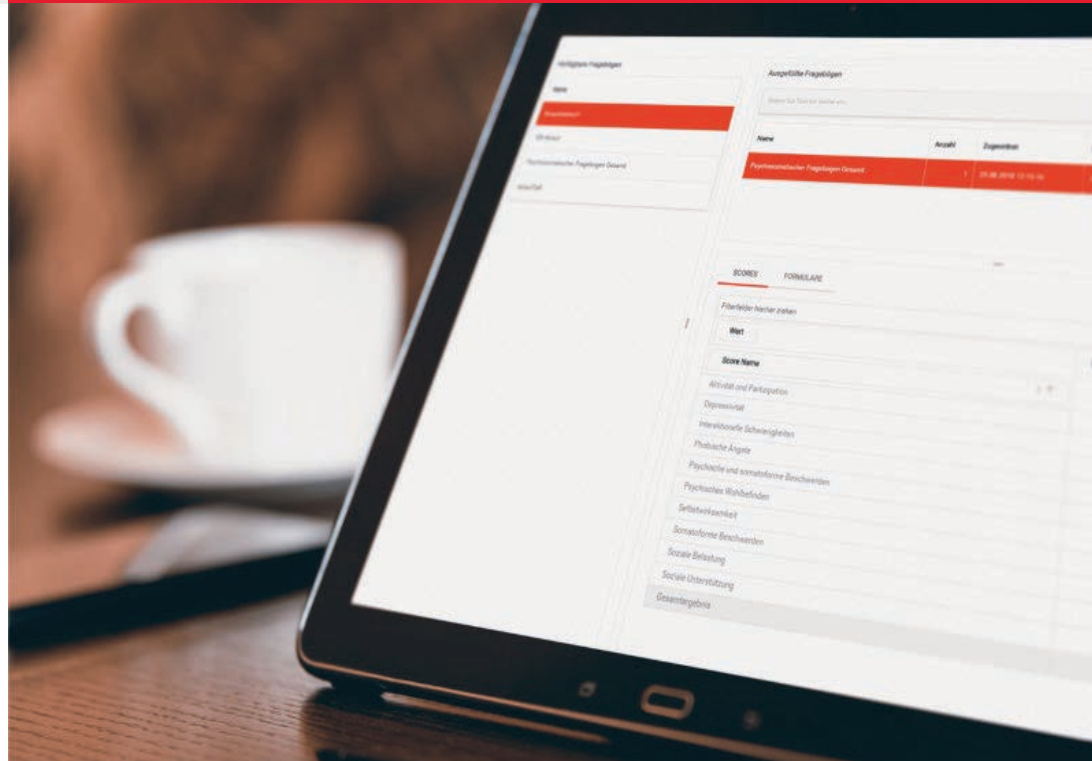 Fragebögen
Name
Psychosomatischer Fragebogen Gesamt
Ausgefüllte Fragebögen
Name Anzahl Zugeordnet
Psychosomatischer Fragebogen Gesamt 1
SCORES FORMULARE
Filterfelder hierher ziehen
Wert
Score Name
Aktivität und Partizipation
Depressivität
Interaktionelle Schwierigkeiten
Phobische Ängste
Psychische und somatoforme Beschwerden
Psychisches Wohlbefinden
Selbstwirksamkeit
Somatoforme Beschwerden
Soziale Belastung
Soziale Unterstützung
Gesamtergebnis